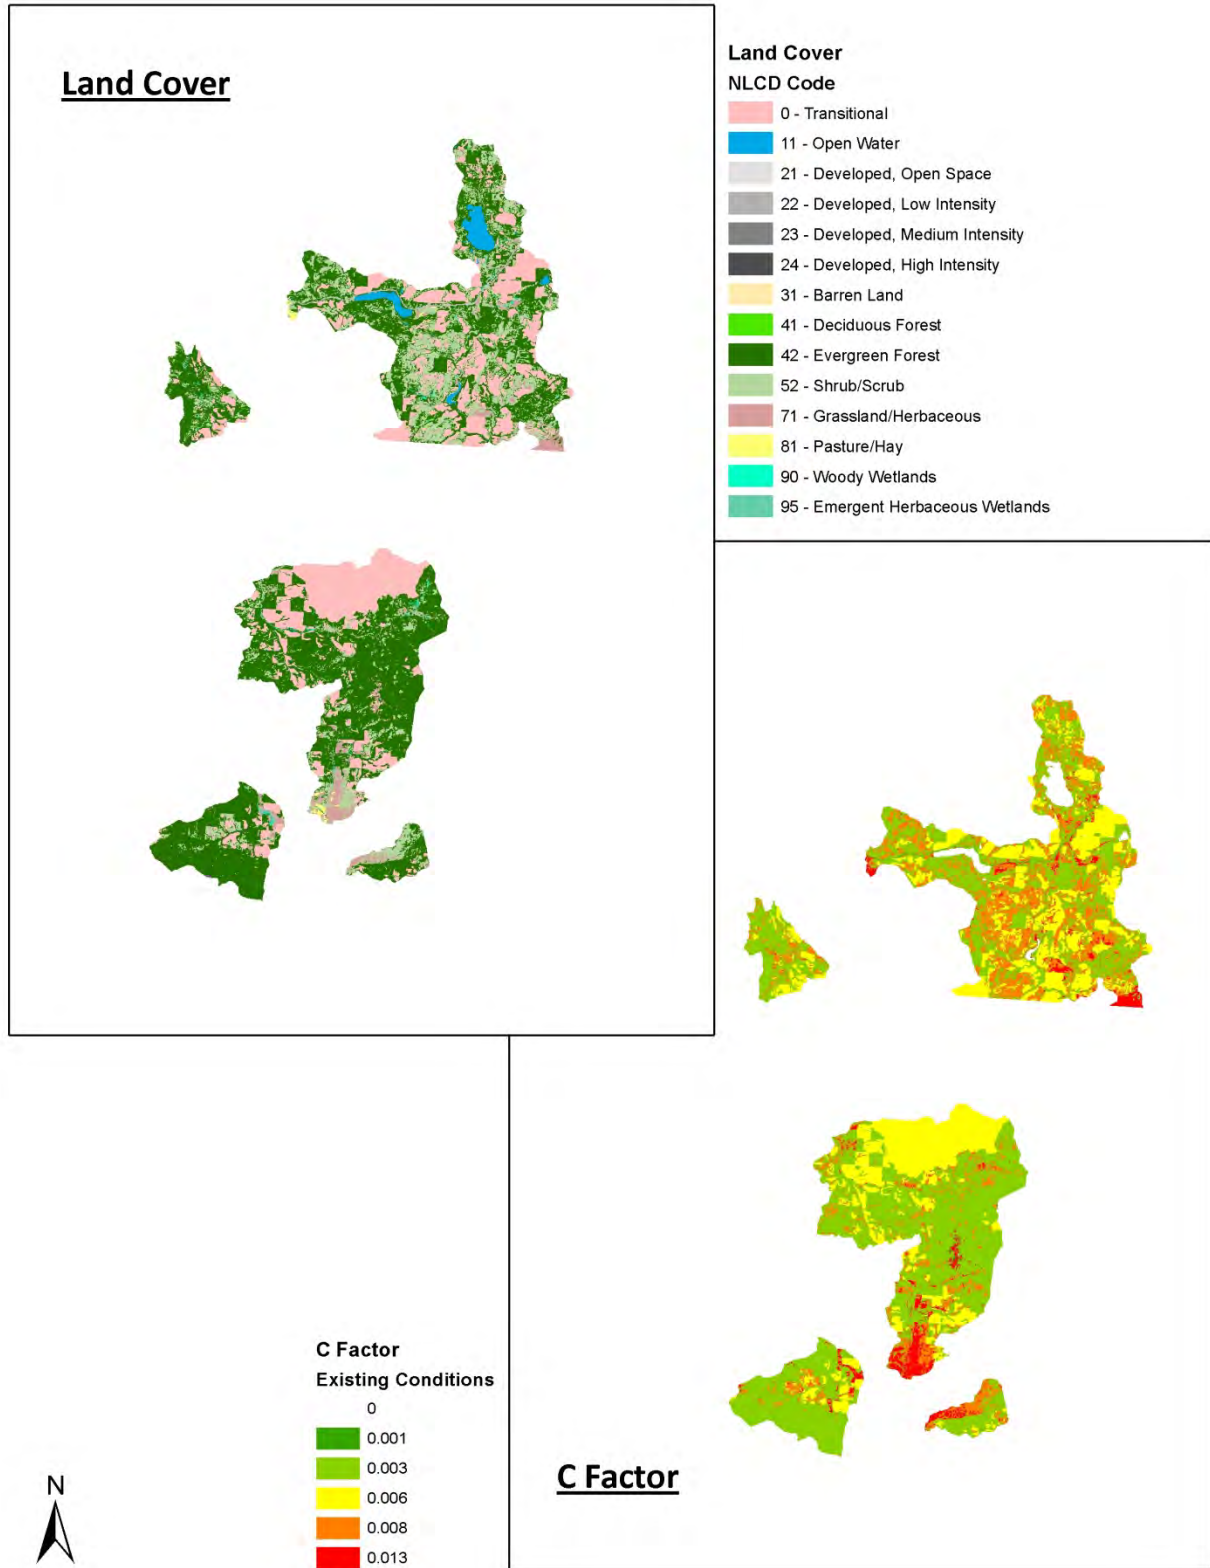 Land Cover
Land Cover
NLCD Code
0 - Transitional
11 - Open Water
21 - Developed, Open Space
22 - Developed, Low Intensity
23 - Developed, Medium Intensity
24 - Developed, High Intensity
31 - Barren Land
41 - Deciduous Forest
42 - Evergreen Forest
52 - Shrub/Scrub
71 - Grassland/Herbaceous
81 - Pasture/Hay
90 - Woody Wetlands
95 - Emergent Herbaceous Wetlands
C Factor
Existing Conditions
0
0.001
0.003
0.006
0.008
0.013
N
C Factor